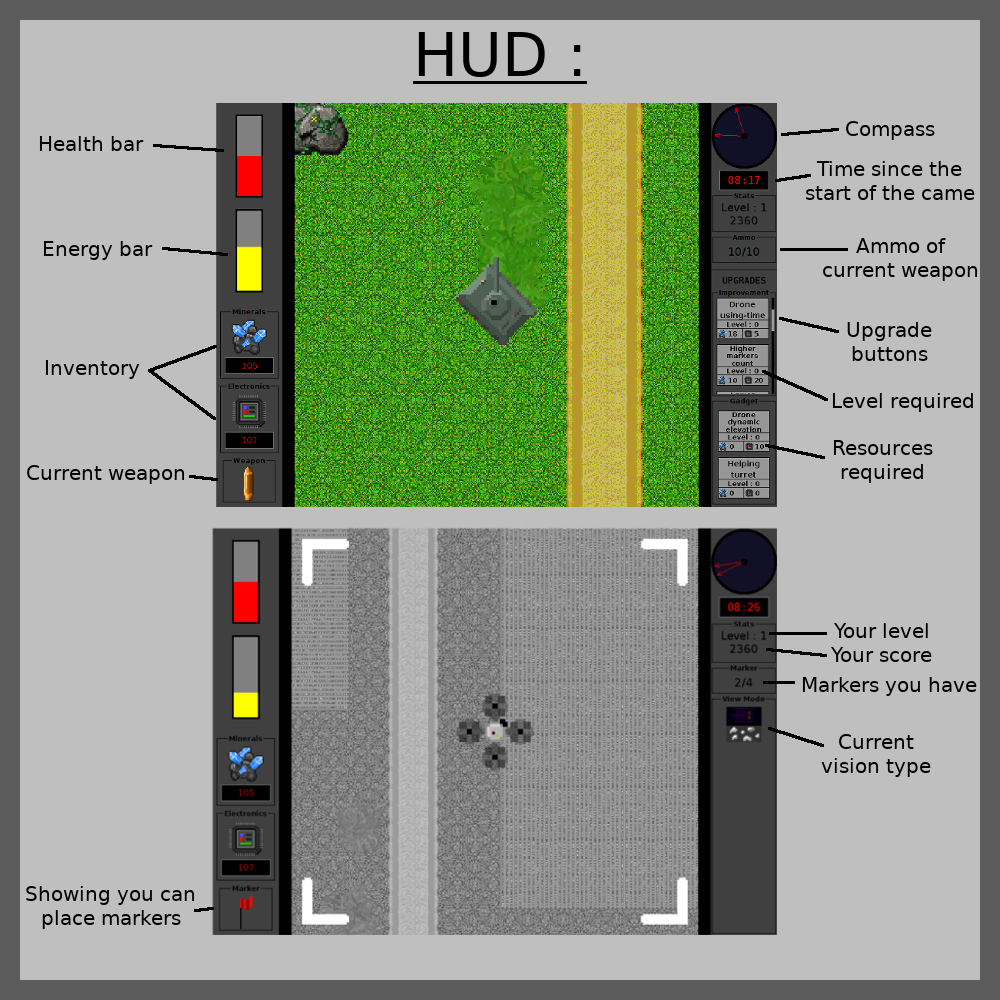 HUD :
Health bar
Energy bar
Inventory
Current weapon
Minerals
105
Electronics
107
Weapon
Compass
Time since the
start of the came
Ammo of
current weapon
Upgrade
buttons
Level required
Resources
required
08:17
Stats
Level : 1
2360
Ammo
10/10
UPGRADES
Improvement
Drone
using-time
Level : 0
18 5
Higher
markers
count
Level : 0
10 20
Gadget
Drone
dynamic
elevation
Level : 0
0 10
Helping
turret
Level : 0
0 0
Minerals
105
Electronics
107
Marker
Showing you can
place markers
08:26
Stats
Level : 1
2360
Marker
2/4
View Mode
Your level
Your score
Markers you have
Current
vision type